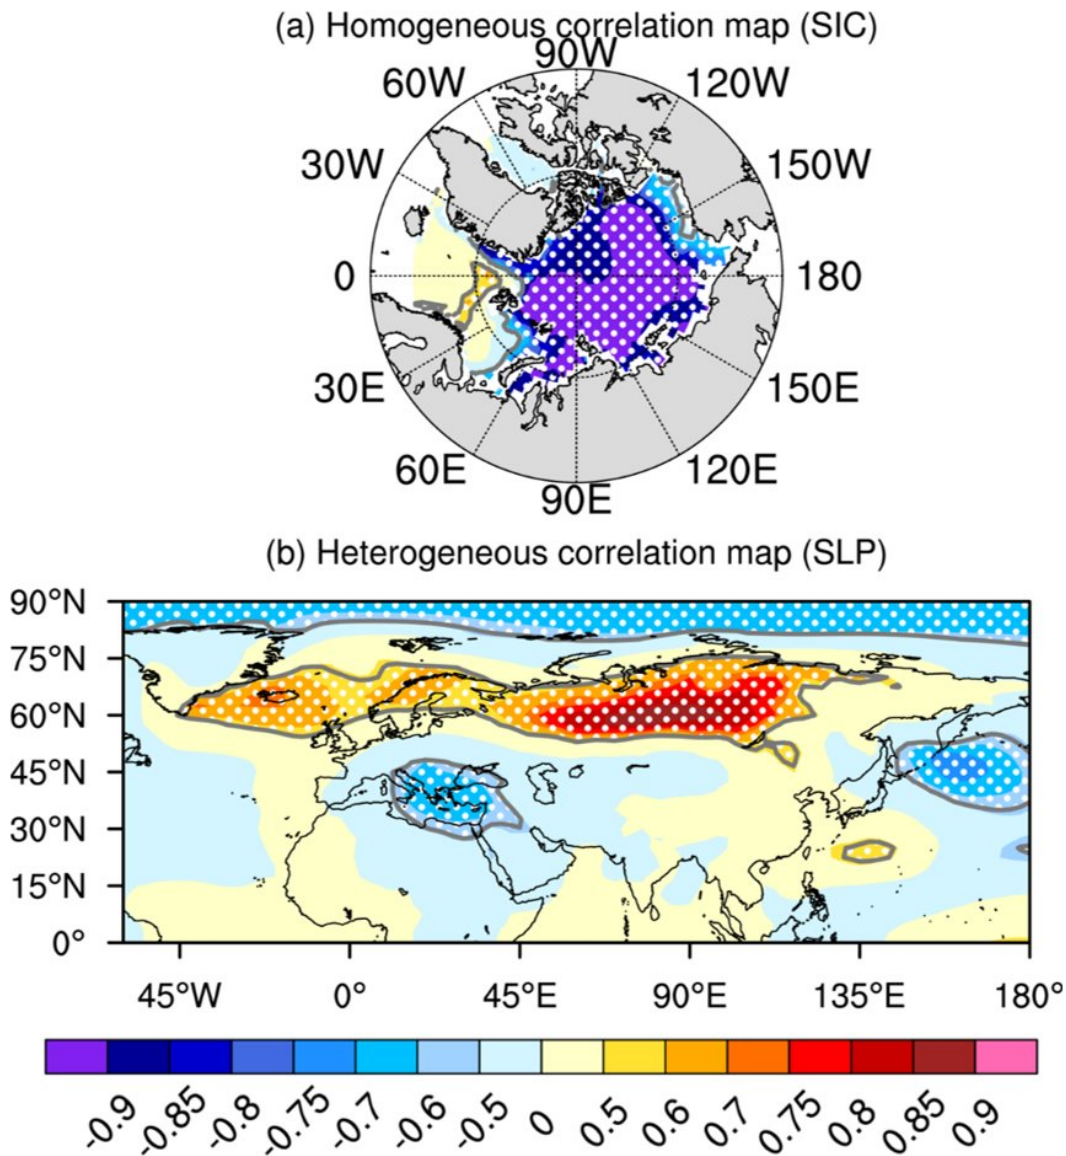 (a) Homogeneous correlation map (SIC)
90W
60W 120W
30W 150W
0 180
30E 150E
60E 120E
90E
(b) Heterogeneous correlation map (SLP)
90°N
75°N
60°N
45°N
30°N
15°N
0°
45°W 0° 45°E 90°E 135°E 180°
-0.9 -0.85 -0.8 -0.75 -0.7 -0.6 -0.5 0 0.5 0.6 0.7 0.75 0.8 0.85 0.9